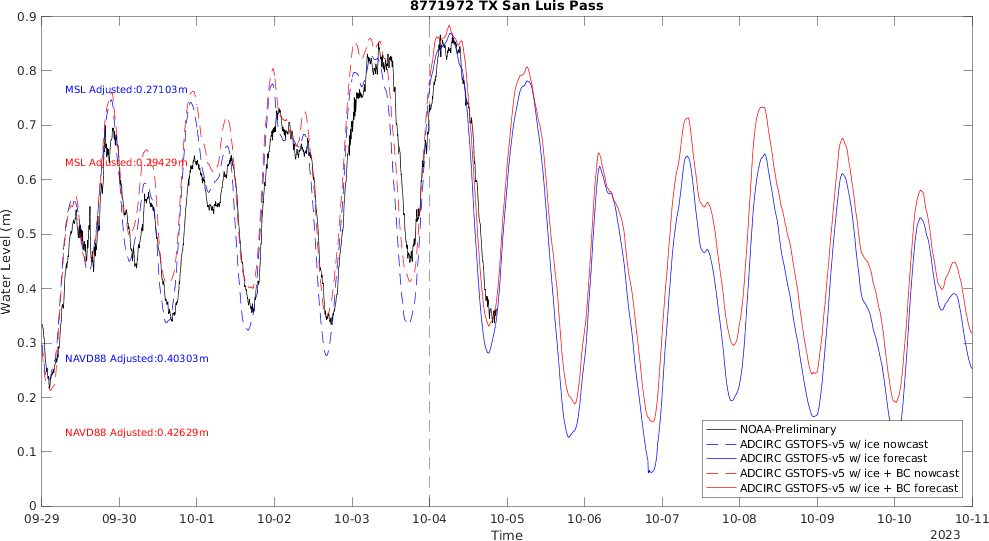 8771972 TX San Luis Pass
0.9
0.8
0.7
0.6
0.5
0.4
0.3
0.2
0.1
0
Water Level (m)
MSL Adjusted:0.27103m
MSL Adjusted:0.29429m
NAVD88 Adjusted:0.40303m
NAVD88 Adjusted:0.42629m
NOAA-Preliminary
ADCIRC GSTOFS-v5 w/ ice nowcast
ADCIRC GSTOFS-v5 w/ ice forecast
ADCIRC GSTOFS-v5 w/ ice + BC nowcast
ADCIRC GSTOFS-v5 w/ ice + BC forecast
09-29 09-30 10-01 10-02 10-03 10-04 10-05 10-06 10-07 10-08 10-09 10-10 10-11
Time
2023